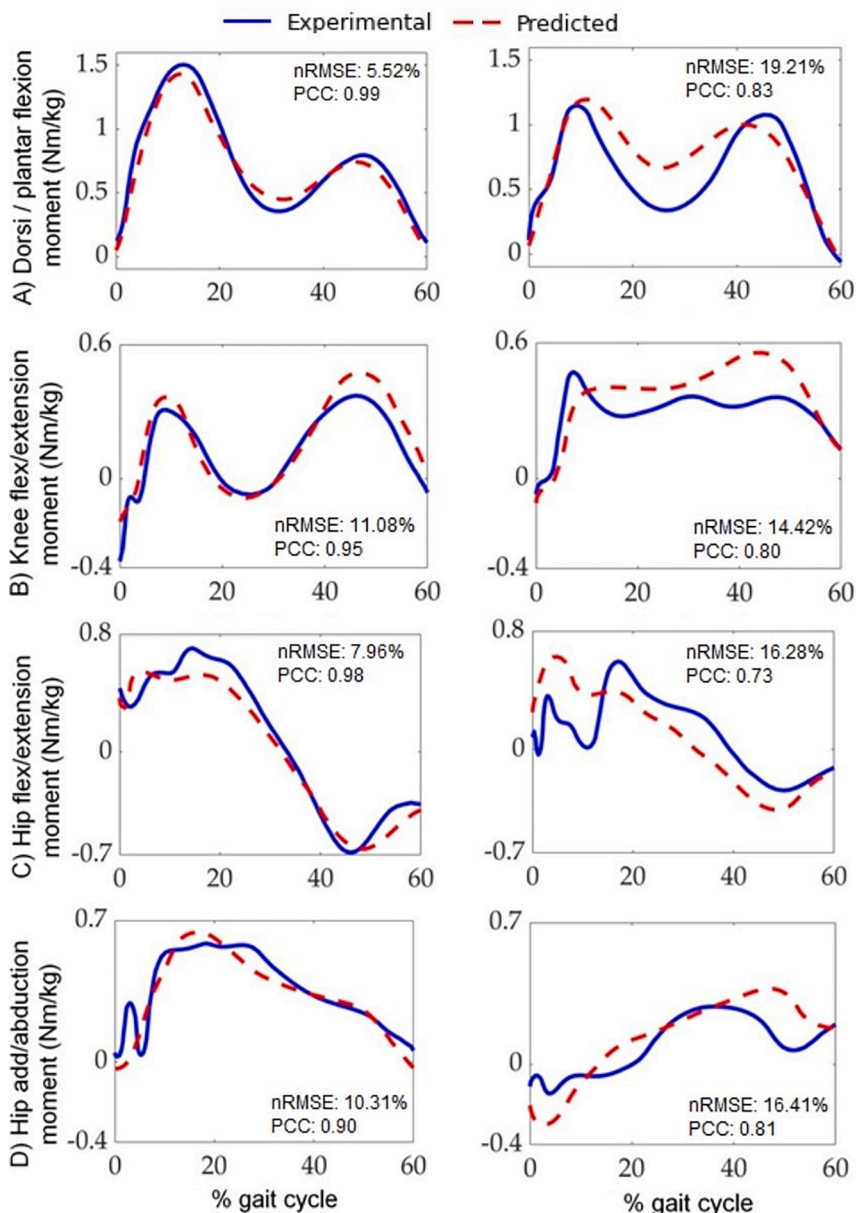 Experimental Predicted
A) Dorsi / plantar flexion
moment (Nm/kg)
1.5
1
0.5
0
0 20 40 60
nRMSE: 5.52%
PCC: 0.99
1.5
1
0.5
0
0 20 40 60
nRMSE: 19.21%
PCC: 0.83
B) Knee flex/extension
moment (Nm/kg)
0.6
0
-0.4
0 20 40 60
nRMSE: 11.08%
PCC: 0.95
0.6
0
-0.4
0 20 40 60
nRMSE: 14.42%
PCC: 0.80
C) Hip flex/extension
moment (Nm/kg)
0.8
0
-0.7
0 20 40 60
nRMSE: 7.96%
PCC: 0.98
0.8
0
-0.7
0 20 40 60
nRMSE: 16.28%
PCC: 0.73
D) Hip add/abduction
moment (Nm/kg)
0.7
0
-0.4
0 20 40 60
nRMSE: 10.31%
PCC: 0.90
% gait cycle
0.7
0
-0.4
0 20 40 60
nRMSE: 16.41%
PCC: 0.81
% gait cycle